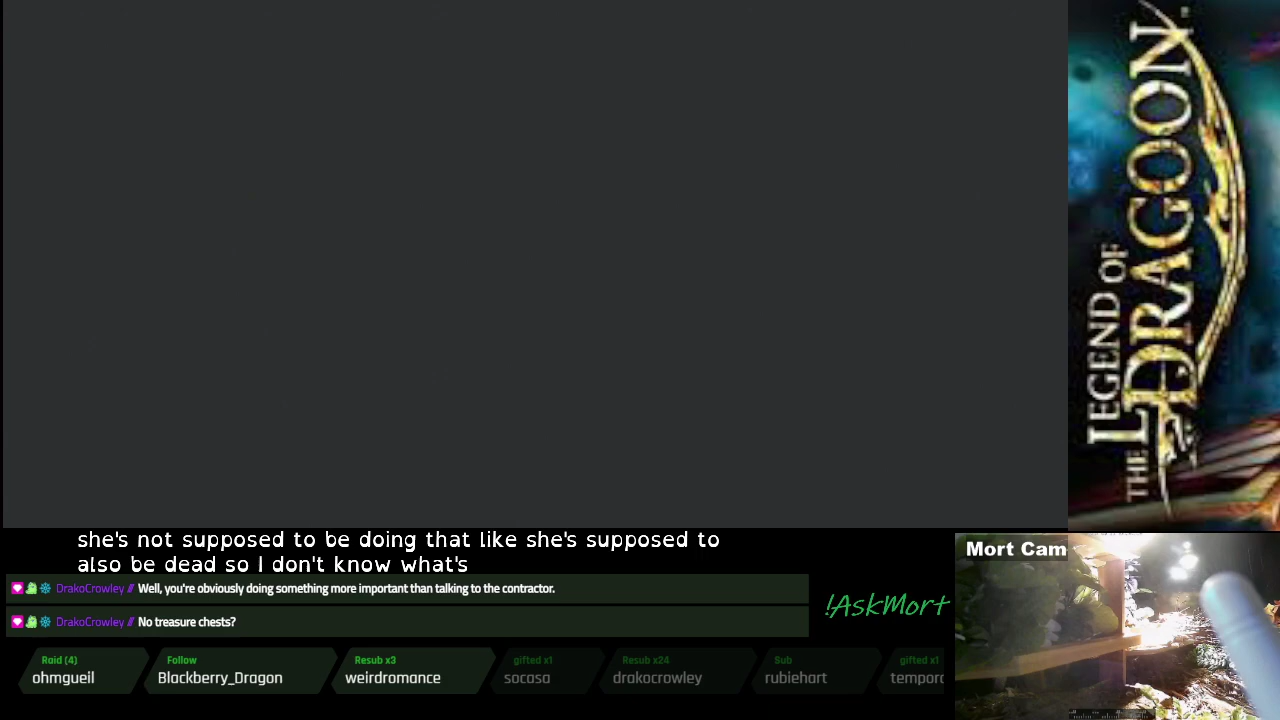 THE LEGEND OF
DRAGOON
she's not supposed to be doing that like she's supposed to
also be dead so I don't know what's
DrakoCrowley // Well, you're obviously doing something more important than talking to the contractor.
DrakoCrowley // No treasure chests?
!AskMort
Mort Cam
Raid (4)
ohmgueil
Follow
Blackberry_Dragon
Resub x3
weirdromance
gifted x1
socasa
Resub x24
drakocrowley
Sub
rubiehart
gifted x1
tempora